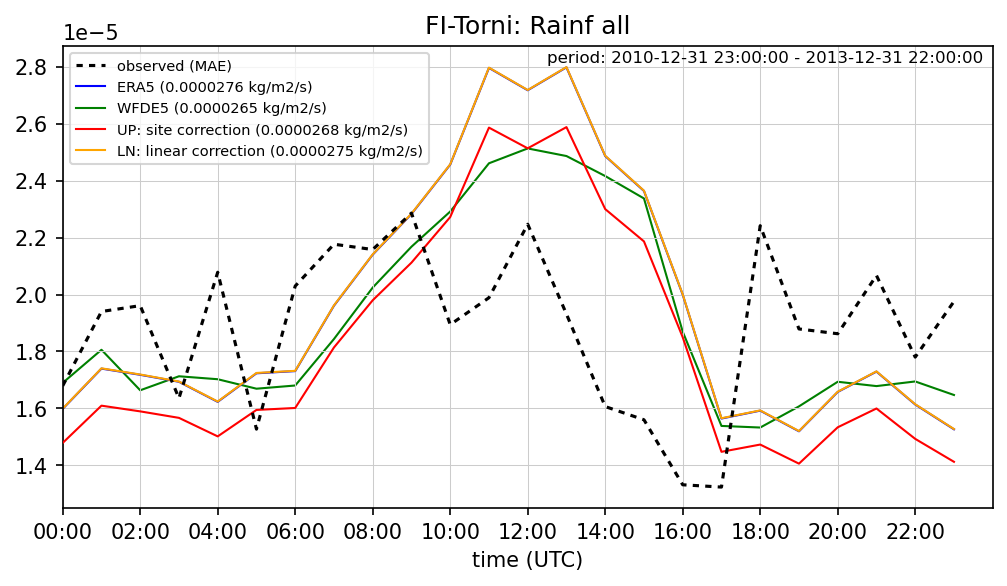 FI-Torni: Rainf all
1e−5
period: 2010-12-31 23:00:00 - 2013-12-31 22:00:00
observed (MAE)
ERA5 (0.0000276 kg/m2/s)
WFDE5 (0.0000265 kg/m2/s)
UP: site correction (0.0000268 kg/m2/s)
LN: linear correction (0.0000275 kg/m2/s)
2.8
2.6
2.4
2.2
2.0
1.8
1.6
1.4
00:00 02:00 04:00 06:00 08:00 10:00 12:00 14:00 16:00 18:00 20:00 22:00
time (UTC)